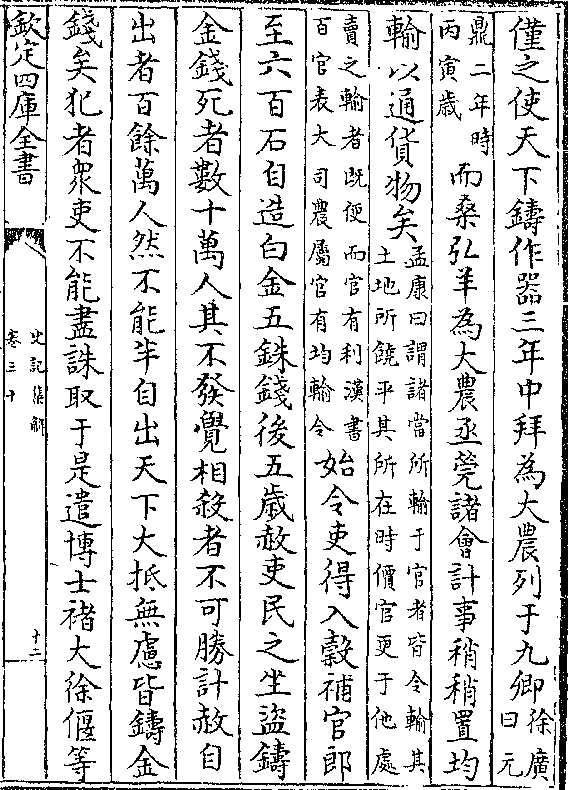 僅之使天下鑄作器三年中拜為大農列于九卿徐廣曰元
鼎二年時丙寅歲而桑弘羊為大農丞筦諸會計事稍稍置均
輸以通貨物矣孟康曰謂諸當所輸于官者皆令輸其土地所饒平其所在時價官更于他處
賣之輸者既便而官有利漢書百官表大司農屬官有均輸令始令吏得入榖補官郎
至六百石自造白金五銖錢後五歲赦吏民之坐盜鑄
金錢死者數十萬人其不發覺相殺者不可勝計赦自
出者百餘萬人然不能半自出天下大抵無慮皆鑄金
錢矣犯者衆吏不能盡誅取于是遣博士褚大徐偃等
欽定四庫全書
史記集解
卷三十
十二